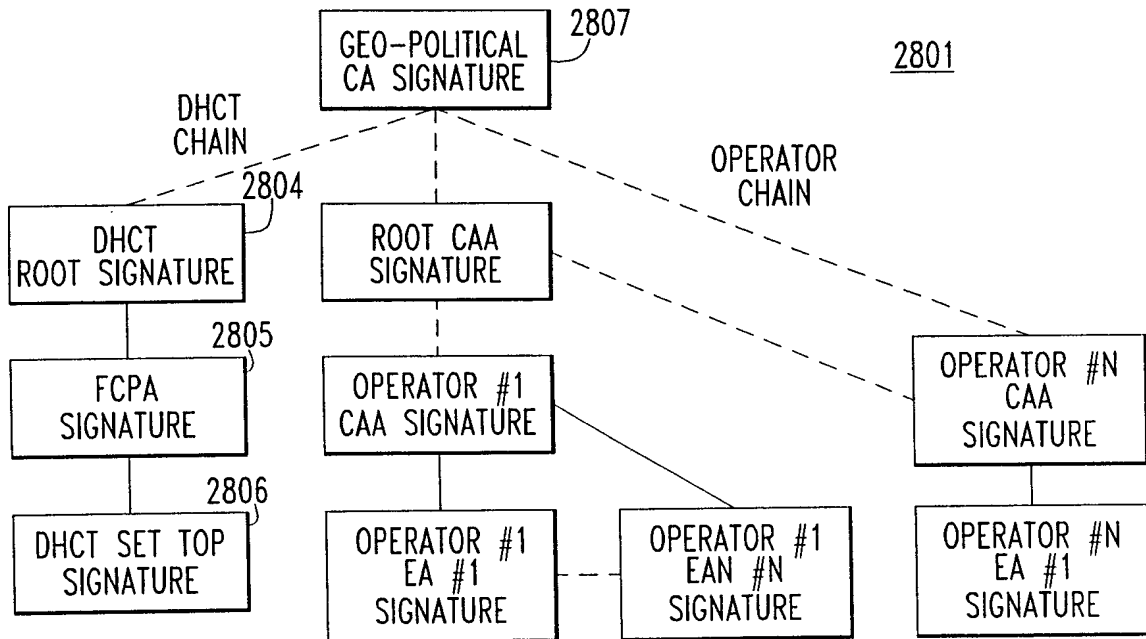 GEO-POLITICAL
CA SIGNATURE
2807
2801
DHCT
CHAIN
OPERATOR
CHAIN
2804
DHCT
ROOT SIGNATURE
ROOT CAA
SIGNATURE
2805
FCPA
SIGNATURE
OPERATOR #1
CAA SIGNATURE
OPERATOR #N
CAA
SIGNATURE
2806
DHCT SET TOP
SIGNATURE
OPERATOR #1
EA #1
SIGNATURE
OPERATOR #1
EAN #N
SIGNATURE
OPERATOR #N
EA #1
SIGNATURE